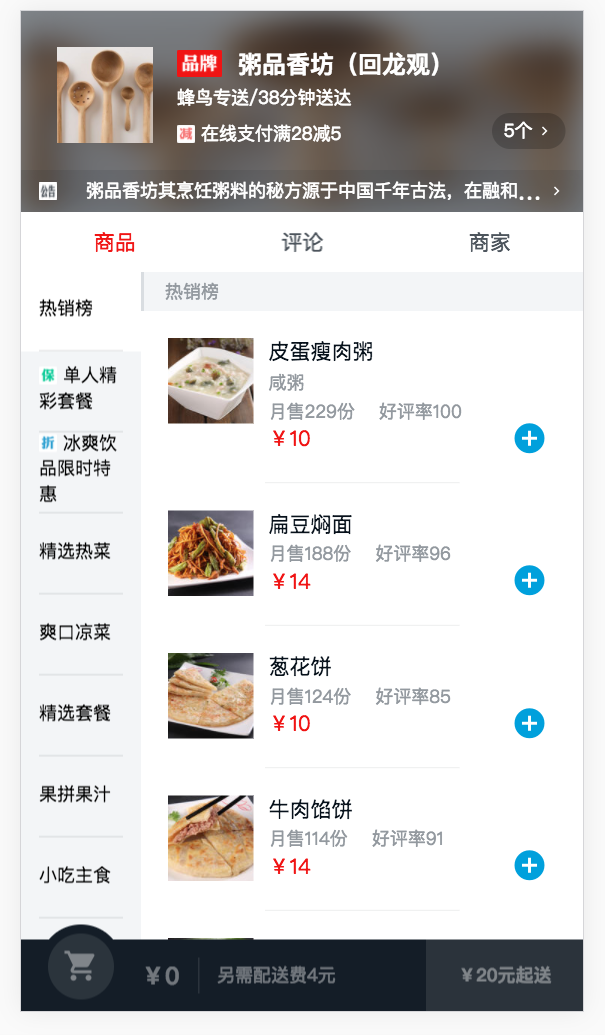 品牌 粥品香坊（回龙观）
蜂鸟专送/38分钟送达
减 在线支付满28减5
5个 >
公告 粥品香坊其烹饪粥料的秘方源于中国千年古法，在融和... >
商品 评论 商家
热销榜
单人精
彩套餐
保
冰爽饮
品限时特
惠
折
精选热菜
爽口凉菜
精选套餐
果拼果汁
小吃主食
热销榜
皮蛋瘦肉粥
咸粥
月售229份 好评率100
￥10
扁豆焖面
月售188份 好评率96
￥14
葱花饼
月售124份 好评率85
￥10
牛肉馅饼
月售114份 好评率91
￥14
￥0 另需配送费4元 ￥20元起送